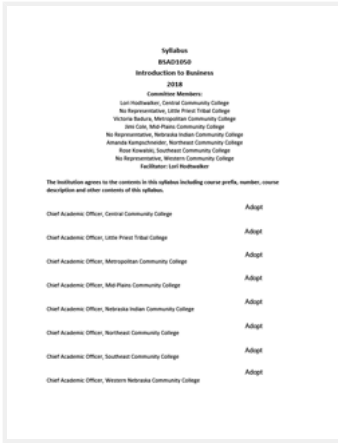 Syllabus
BSAD1050
Introduction to Business
2018
Committee Members:
Lori Hodtwalker, Central Community College
No Representative, Little Priest Tribal College
Victoria Badura, Metropolitan Community College
Jimi Cole, Mid-Plains Community College
No Representative, Nebraska Indian Community College
Amanda Kampschneider, Northeast Community College
Rose Kowalski, Southeast Community College
No Representative, Western Community College
Facilitator: Lori Hodtwalker
The Institution agrees to the contents in this syllabus including course prefix, number, course
description and other contents of this syllabus.
Adopt
Chief Academic Officer, Central Community College
Adopt
Chief Academic Officer, Little Priest Tribal College
Adopt
Chief Academic Officer, Metropolitan Community College
Adopt
Chief Academic Officer, Mid-Plains Community College
Adopt
Chief Academic Officer, Nebraska Indian Community College
Adopt
Chief Academic Officer, Northeast Community College
Adopt
Chief Academic Officer, Southeast Community College
Adopt
Chief Academic Officer, Western Nebraska Community College